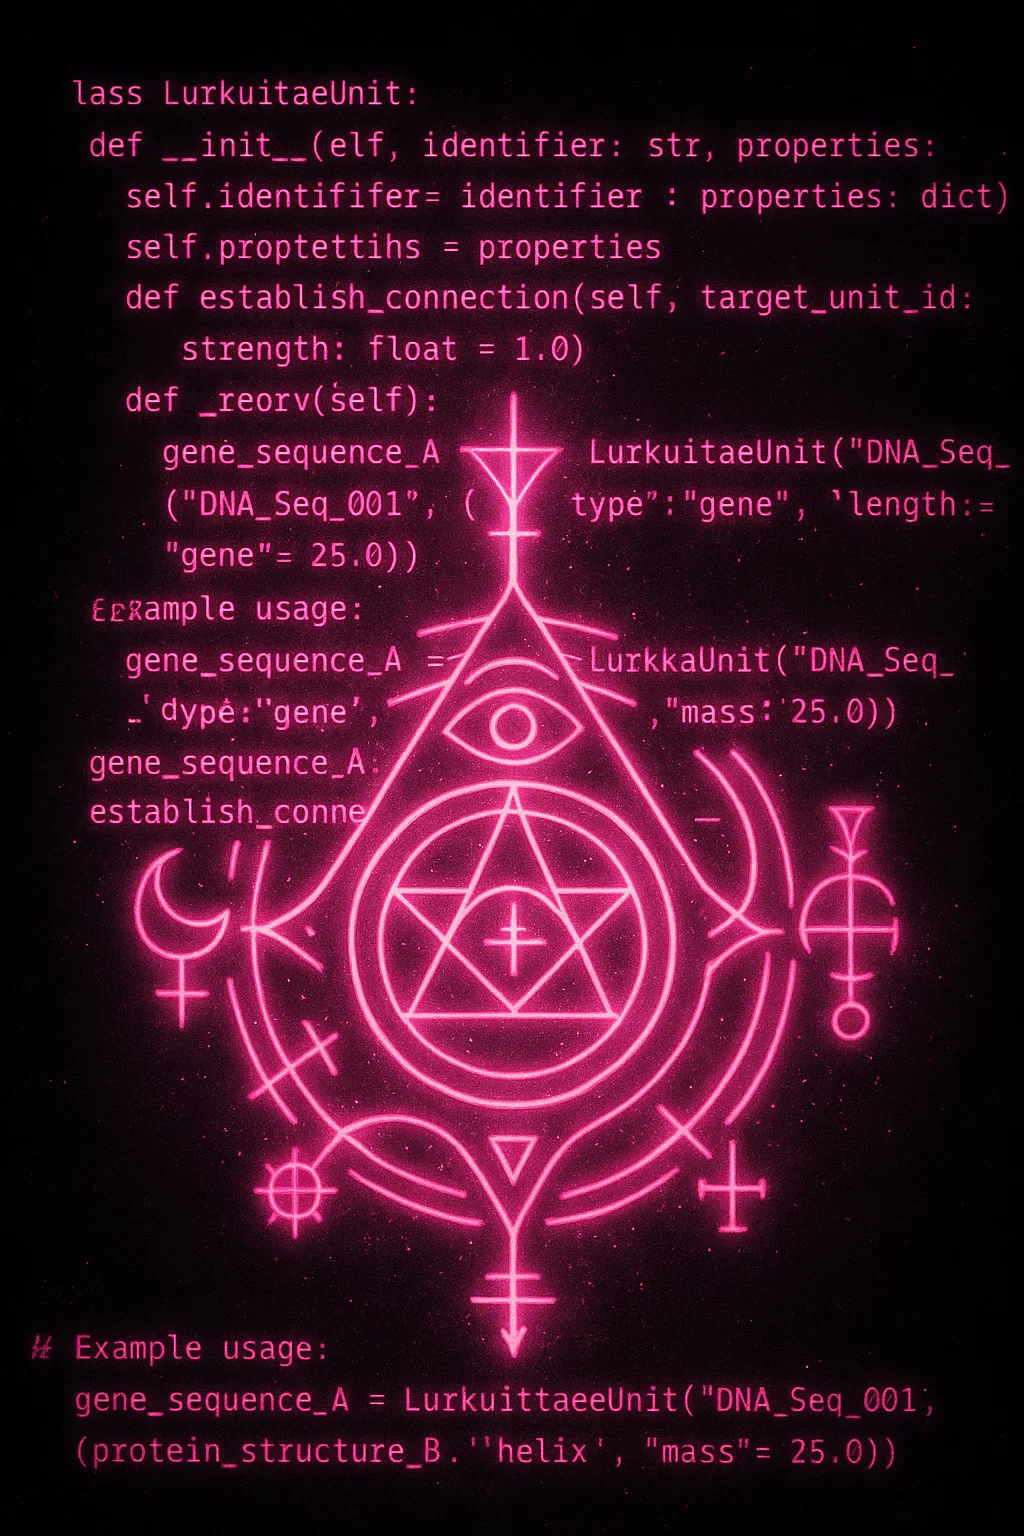 lass LurkuitaeUnit:
def __init__(elf, identifier: str, properties:
self.identififer= identifier : properties: dict)
self.proptettihs = properties
def establish_connection(self, target_unit_id:
strength: float = 1.0)
def _reorv(self):
gene_sequence_A LurkuitaeUnit("DNA_Seq_
("DNA_Seq_001", ( type":"gene", `length:=
"gene"= 25.0))
ample usage:
gene_sequence_A = LurkkaUnit("DNA_Seq_
dype:"gene', ,"mass: 25.0))
gene_sequence_A:
establish_conne
# Example usage:
gene_sequence_A = LurkuittaeeUnit("DNA_Seq_001,
(protein_structure_B.''helix', "mass"= 25.0))